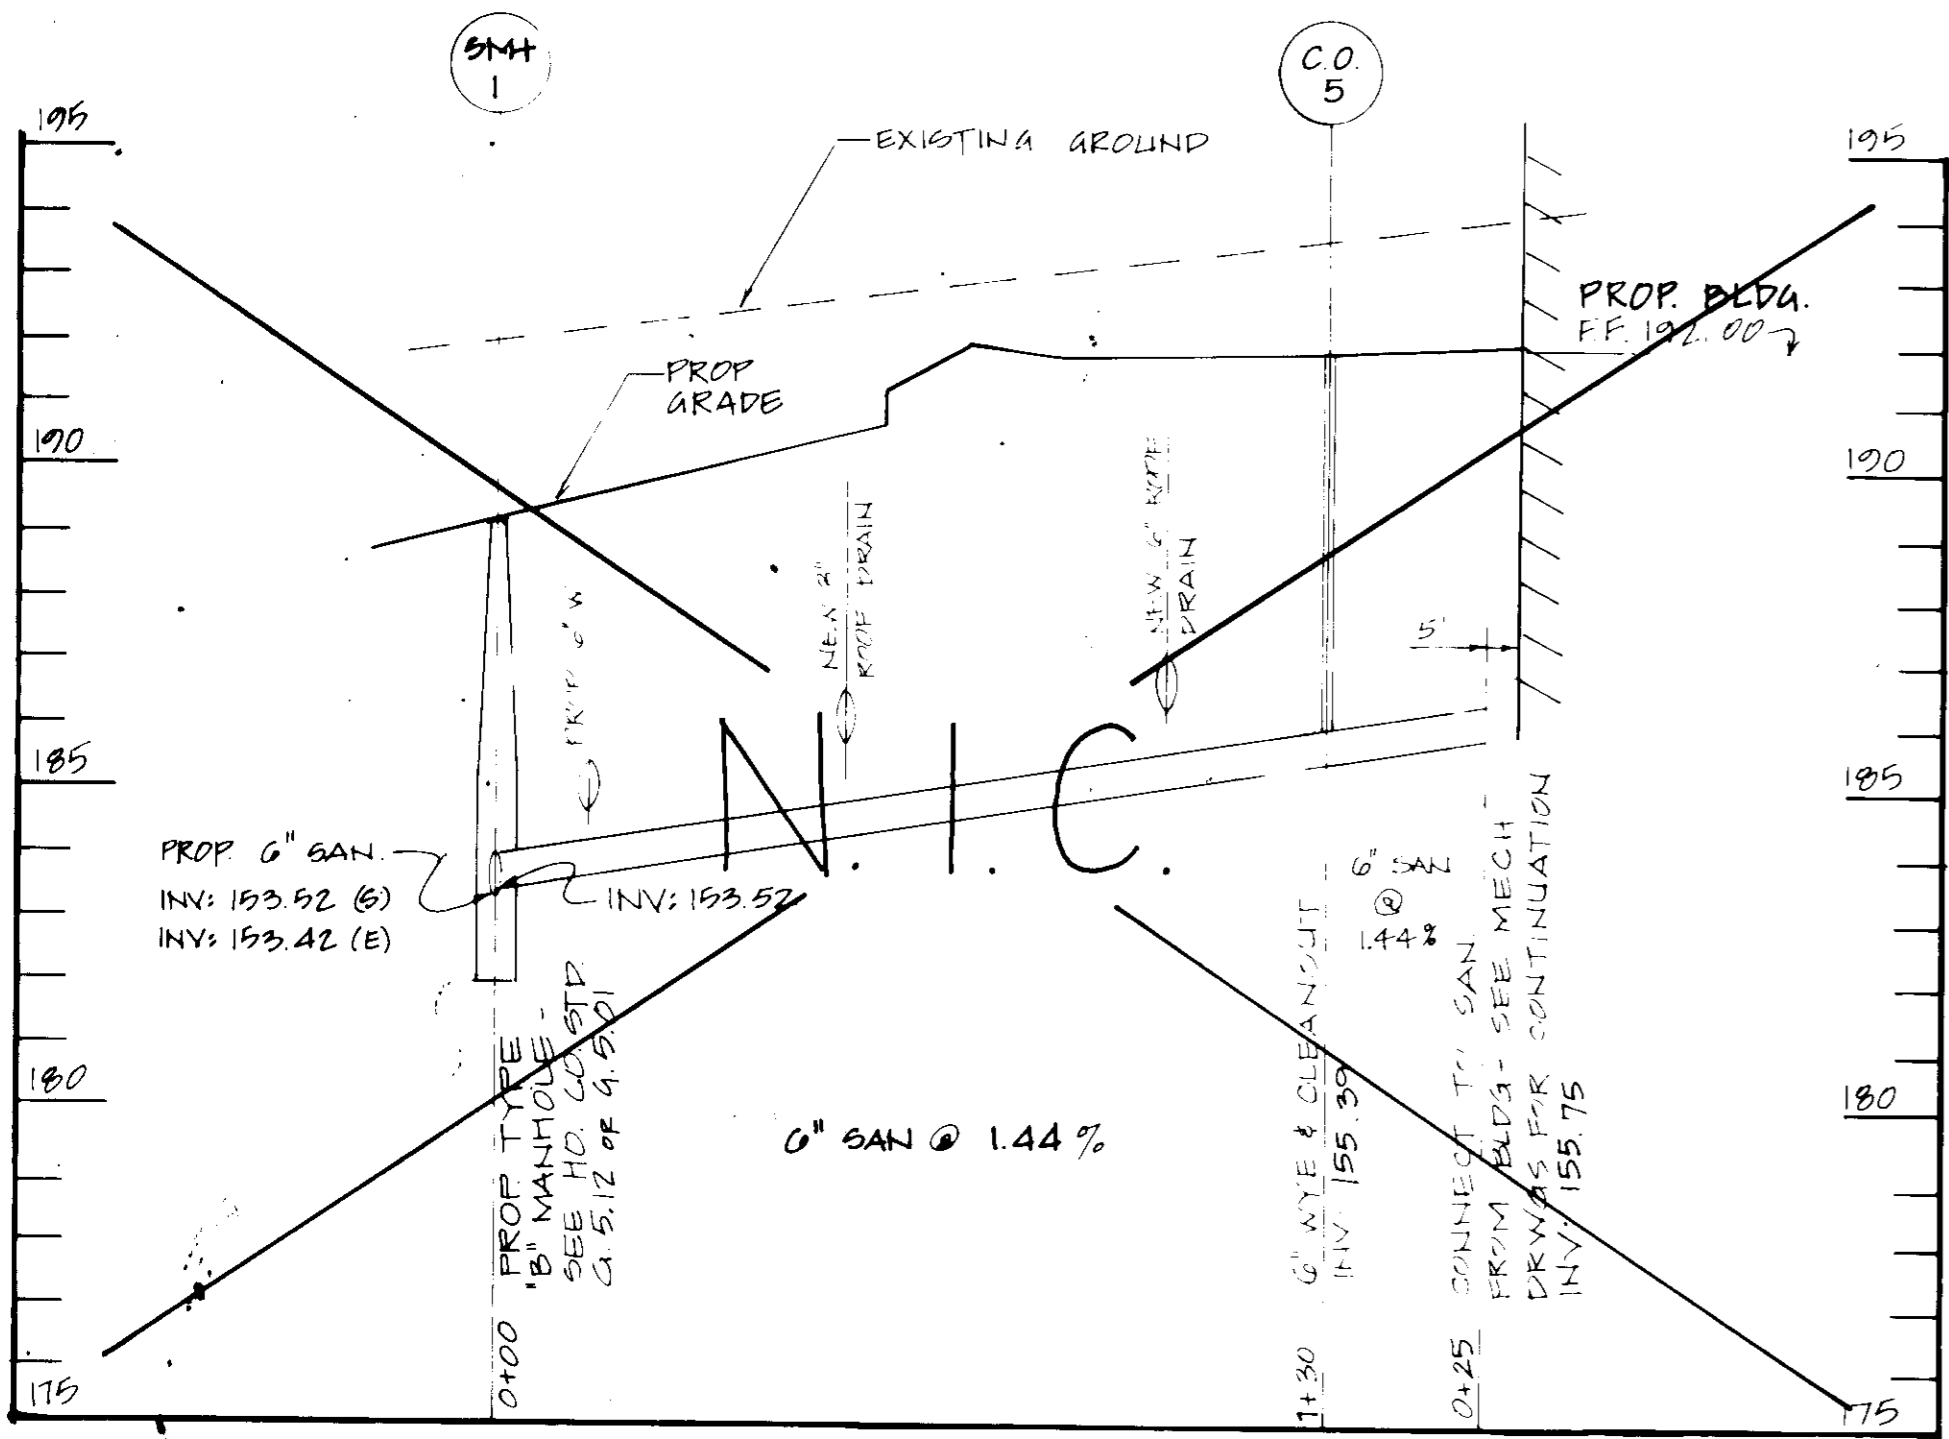 SMH
1
C.O.
5
195
195
EXISTING GROUND
PROP. BLDG.
F.F. 192.00
PROP
GRADE
190
190
NEW 6" ROOF
DRAIN
ROOF DRAIN
PROP 6" W
5'
185
185
N.I.C.
PROP. 6" SAN.
INV: 153.52 (S)
INV: 153.42 (E)
INV: 153.52
6" SAN
@
1.44%
180
180
6" SAN @ 1.44%
0+00 PROP TYPE
"B" MANHOLE -
SEE HO. CO. STD.
G. 5.12 OR G. 5.01
1+30 6" WYE & CLEANOUT
INV 155.39
0+25 CONNECT TO SAN.
FROM BLDG - SEE MECH
DRWGS FOR CONTINUATION
INV: 155.75
175
175